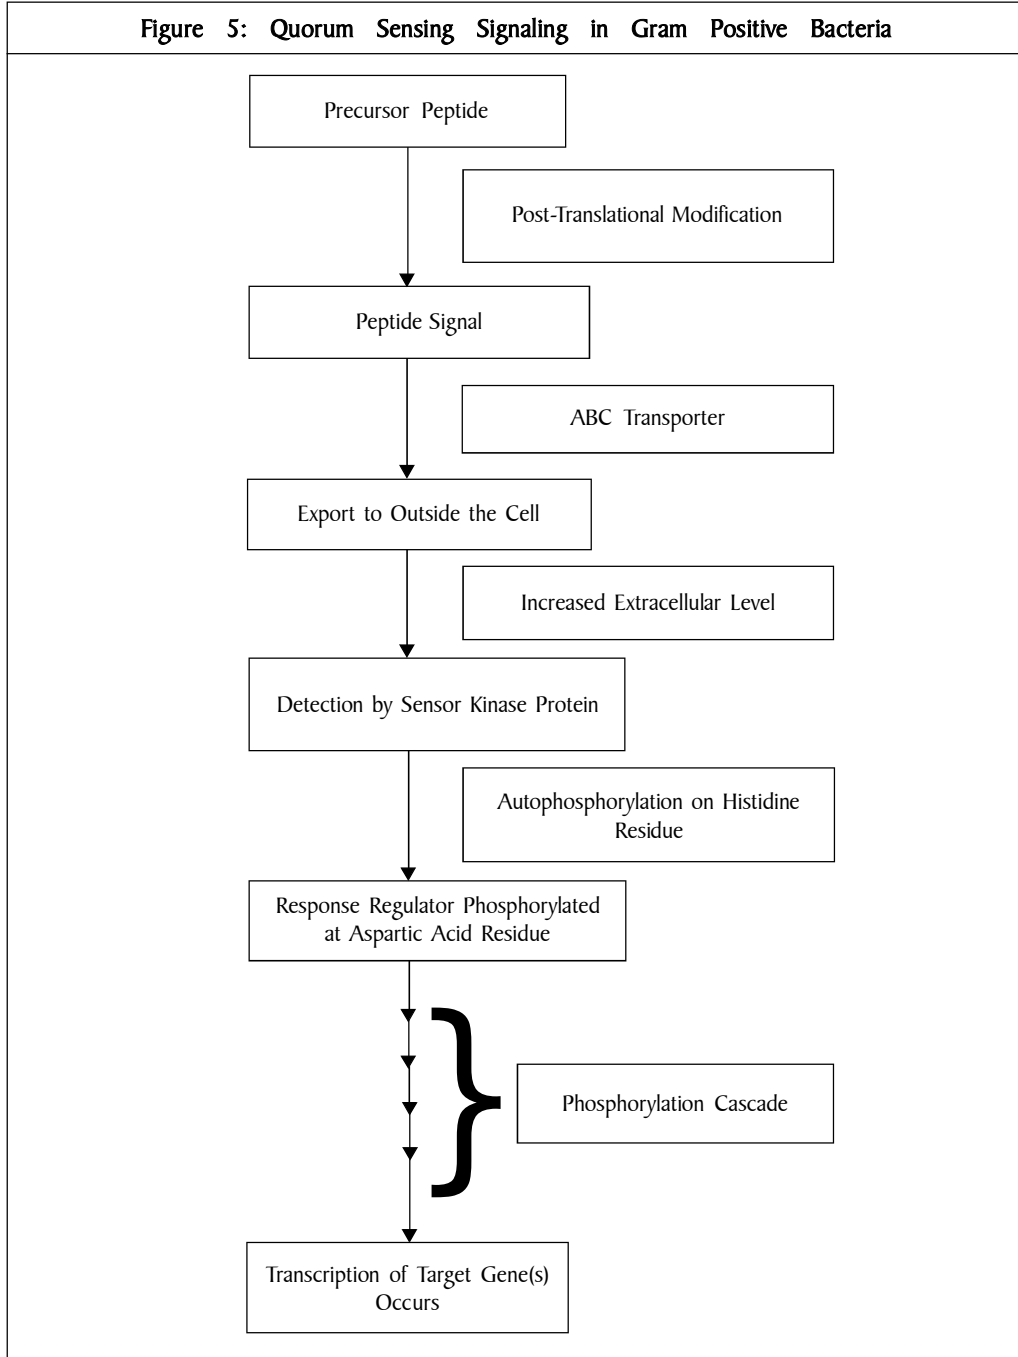 Figure 5: Quorum Sensing Signaling in Gram Positive Bacteria
Precursor Peptide
Post-Translational Modification
Peptide Signal
ABC Transporter
Export to Outside the Cell
Increased Extracellular Level
Detection by Sensor Kinase Protein
Autophosphorylation on Histidine
Residue
Response Regulator Phosphorylated
at Aspartic Acid Residue
Phosphorylation Cascade
Transcription of Target Gene(s)
Occurs